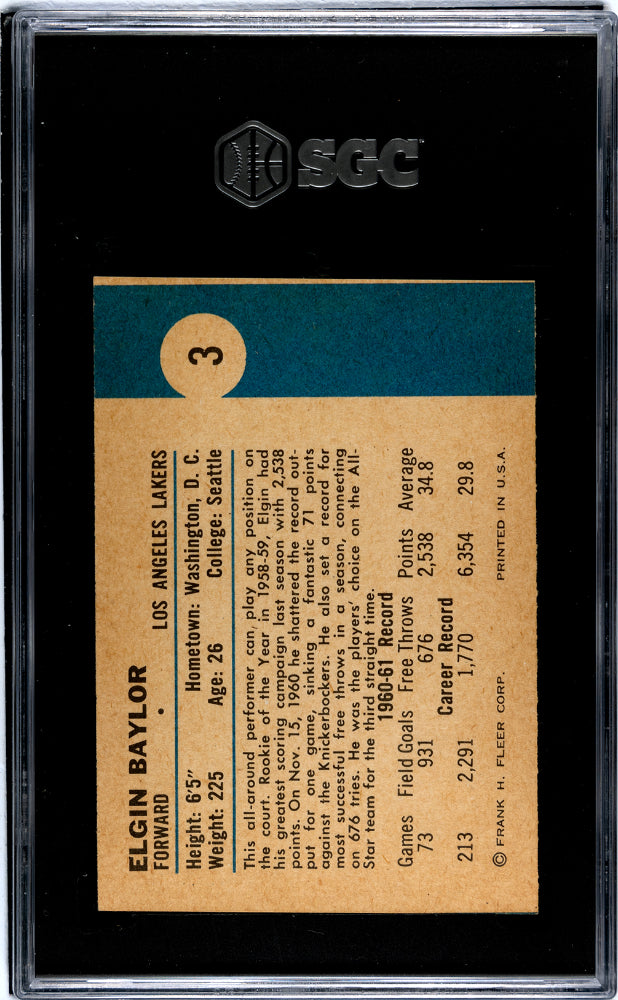 SGC
3
ELGIN BAYLOR
FORWARD LOS ANGELES LAKERS
Height: 6'5" Hometown: Washington, D. C.
Weight: 225 Age: 26 College: Seattle
This all-around performer can play any position on
the court. Rookie of the Year in 1958-59, Elgin had
his greatest scoring campaign last season with 2,538
points. On Nov. 15, 1960 he shattered the record out-
put for one game, sinking a fantastic 71 points
against the Knickerbockers. He also set a record for
most successful free throws in a season, connecting
on 676 tries. He was the players' choice on the All-
Star team for the third straight time.
1960-61 Record
Games Field Goals Free Throws Points Average
73 931 676 2,538 34.8
Career Record
213 2,291 1,770 6,354 29.8
© FRANK H. FLEER CORP. PRINTED IN U.S.A.